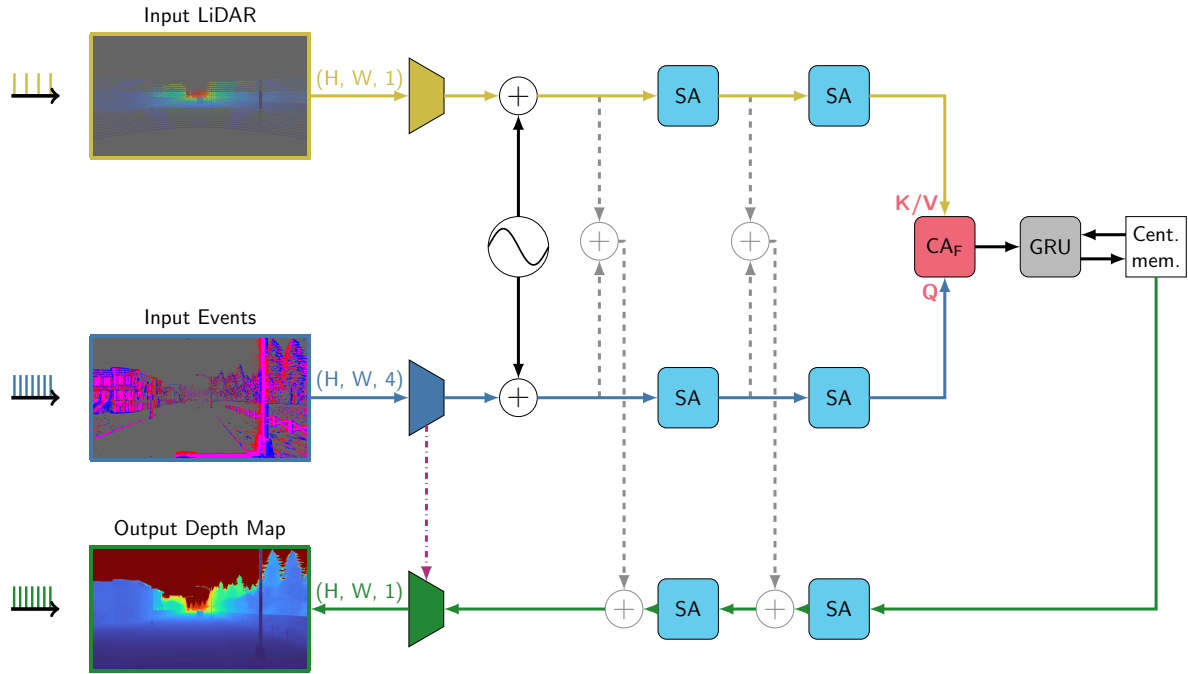 Input LiDAR
(H, W, 1)
SA
SA
K/V
CA_F
GRU
Cent.
mem.
Q
Input Events
(H, W, 4)
SA
SA
Output Depth Map
(H, W, 1)
SA
SA